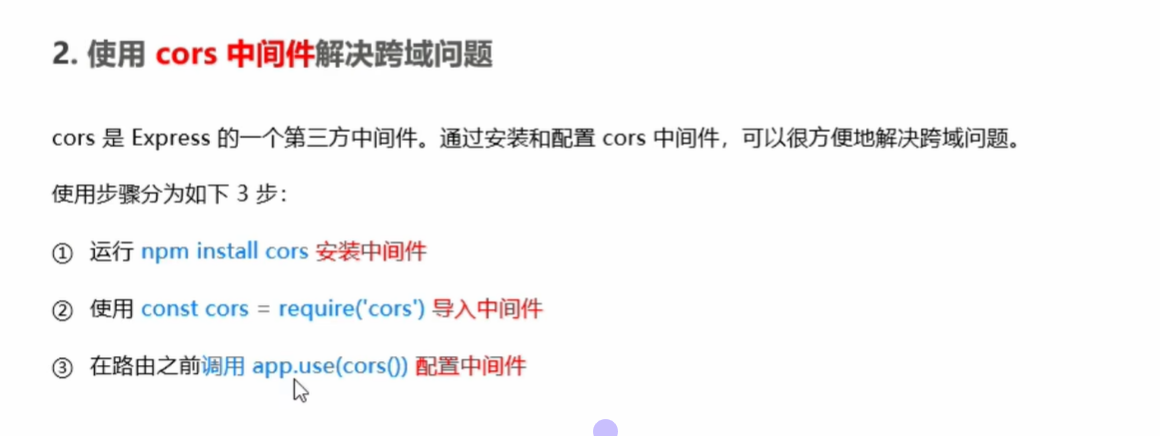 2. 使用 cors 中间件解决跨域问题
cors 是 Express 的一个第三方中间件。通过安装和配置 cors 中间件，可以很方便地解决跨域问题。
使用步骤分为如下 3 步：
① 运行 npm install cors 安装中间件
② 使用 const cors = require('cors') 导入中间件
③ 在路由之前调用 app.use(cors()) 配置中间件